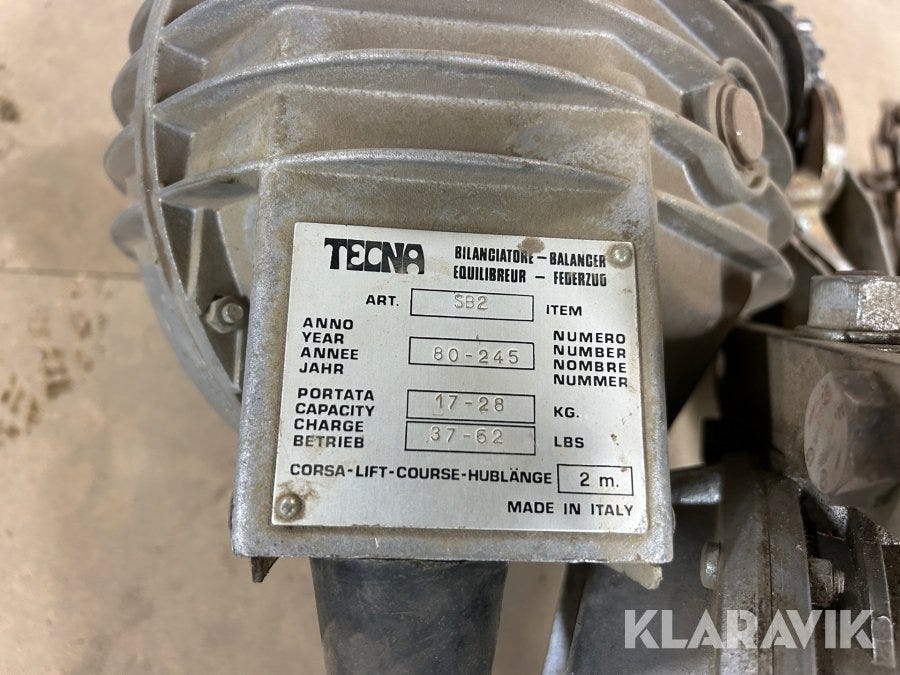 TECNA
BILANCIATORE – BALANCER
EQUILIBREUR – FEDERZUG
ART. SB2 ITEM
ANNO
YEAR
ANNEE
JAHR
80-245
NUMERO
NUMBER
NOMBRE
NUMMER
PORTATA
CAPACITY
CHARGE
BETRIEB
17-28 KG.
37-62 LBS
CORSA-LIFT-COURSE-HUBLÄNGE 2 m.
MADE IN ITALY
KLARAVIK